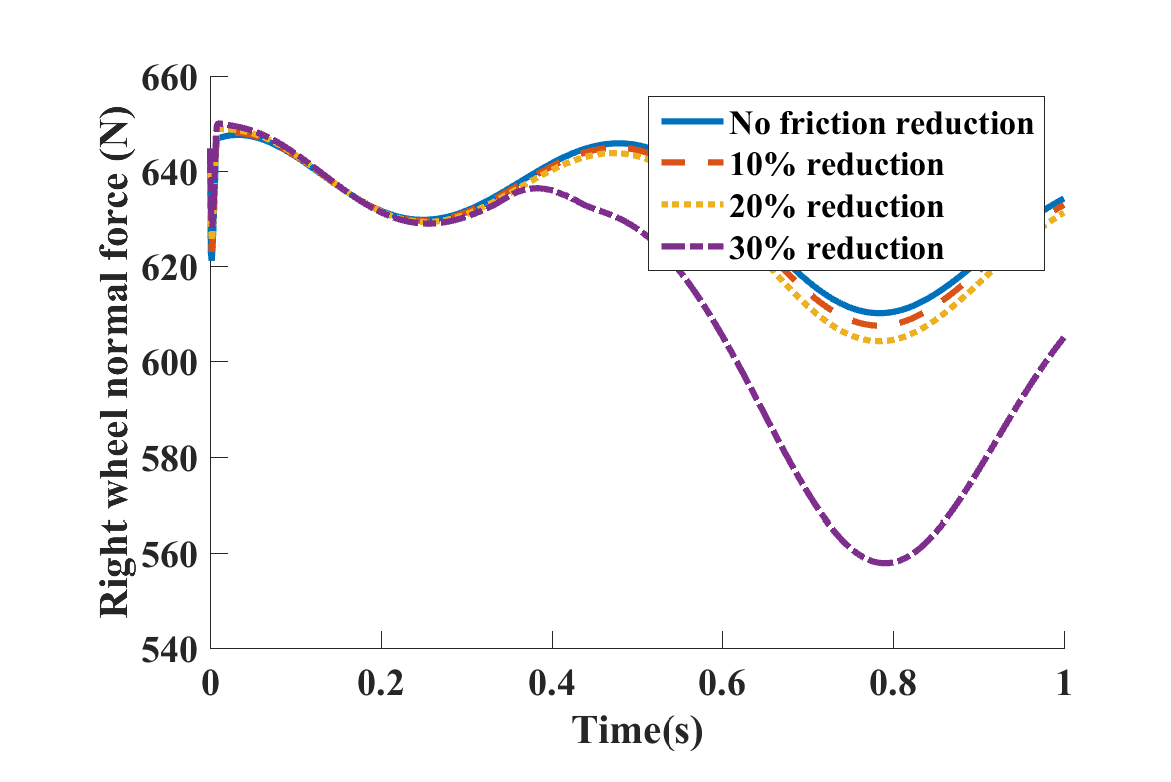 660
640
620
600
580
560
540
0
0.2
0.4
0.6
0.8
1
Right wheel normal force (N)
Time(s)
No friction reduction
10% reduction
20% reduction
30% reduction